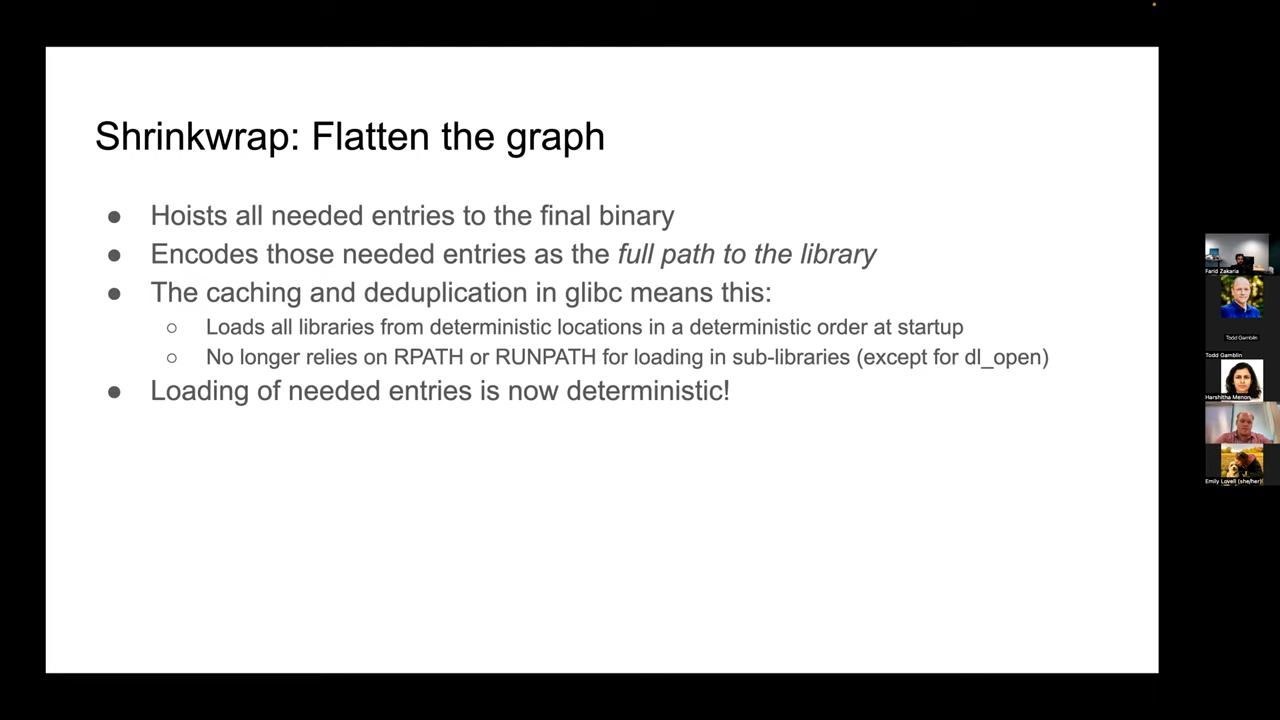 Shrinkwrap: Flatten the graph
● Hoists all needed entries to the final binary
● Encodes those needed entries as the full path to the library
● The caching and deduplication in glibc means this:
○ Loads all libraries from deterministic locations in a deterministic order at startup
○ No longer relies on RPATH or RUNPATH for loading in sub-libraries (except for dl_open)
● Loading of needed entries is now deterministic!
Farid Zakaria
Todd Gamblin
Todd Gamblin
Harshitha Menon
Emily Lovell (she/her)